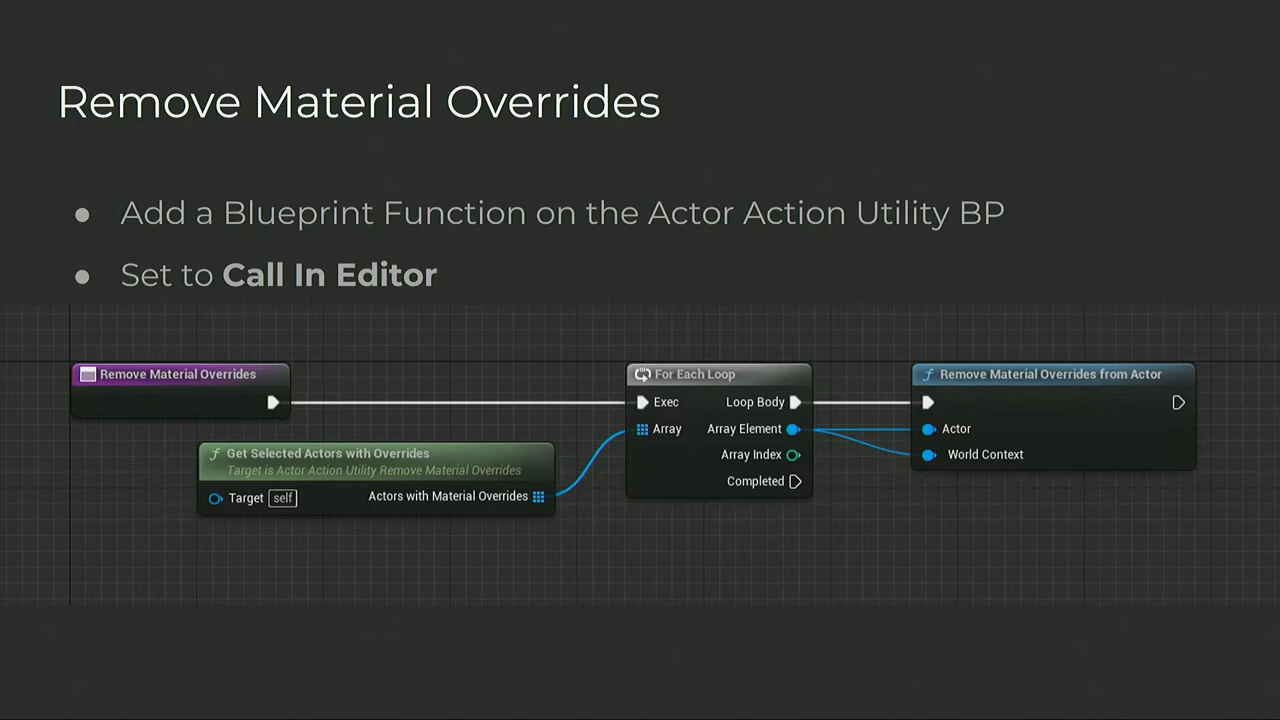 Remove Material Overrides
● Add a Blueprint Function on the Actor Action Utility BP
● Set to Call In Editor
Remove Material Overrides
Get Selected Actors with Overrides
Target is Actor Action Utility Remove Material Overrides
Target self
Actors with Material Overrides
For Each Loop
Exec
Loop Body
Array
Array Element
Array Index
Completed
Remove Material Overrides from Actor
Actor
World Context